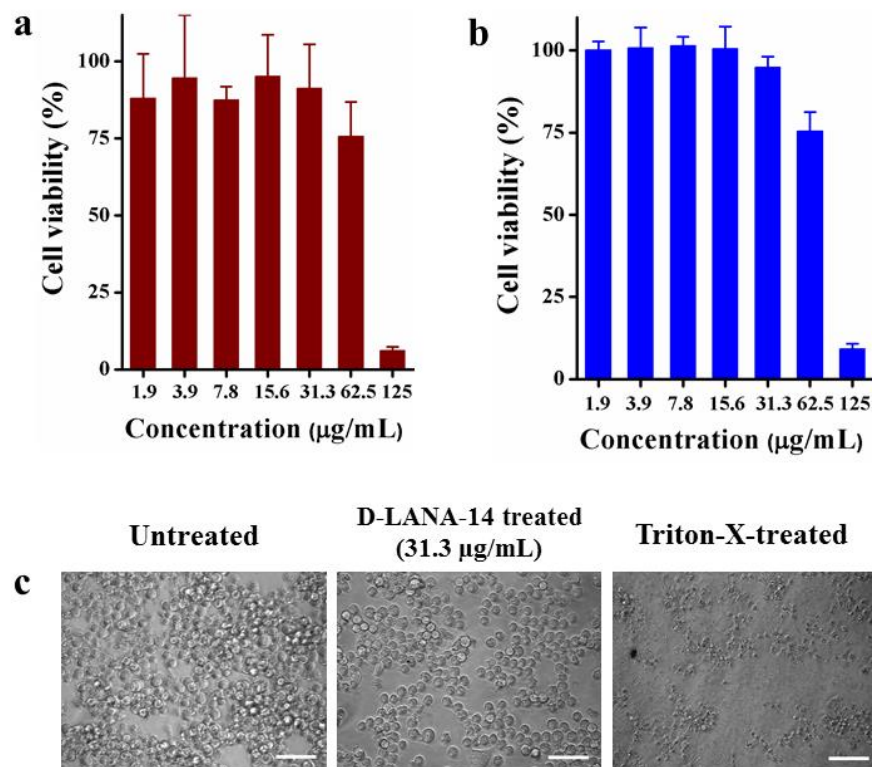 a
Cell viability (%)
100
75
50
25
0
1.9 3.9 7.8 15.6 31.3 62.5 125
Concentration (μg/mL)
b
Cell viability (%)
100
75
50
25
0
1.9 3.9 7.8 15.6 31.3 62.5 125
Concentration (μg/mL)
c
Untreated
D-LANA-14 treated
(31.3 μg/mL)
Triton-X-treated